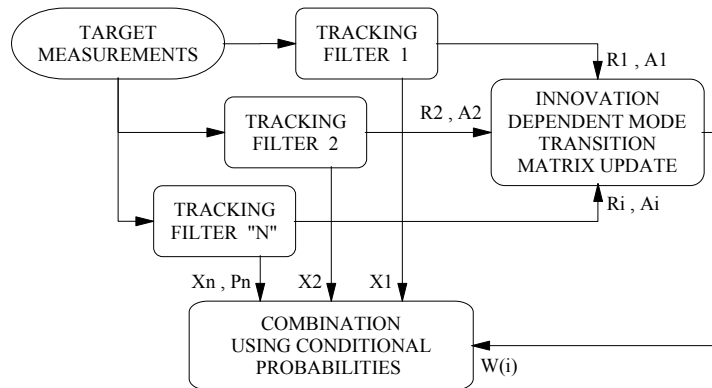 TARGET
MEASUREMENTS
TRACKING
FILTER 1
R1 , A1
TRACKING
FILTER 2
R2 , A2
INNOVATION
DEPENDENT MODE
TRANSITION
MATRIX UPDATE
TRACKING
FILTER "N"
Ri , Ai
Xn , Pn
X2
X1
COMBINATION
USING CONDITIONAL
PROBABILITIES
W(i)